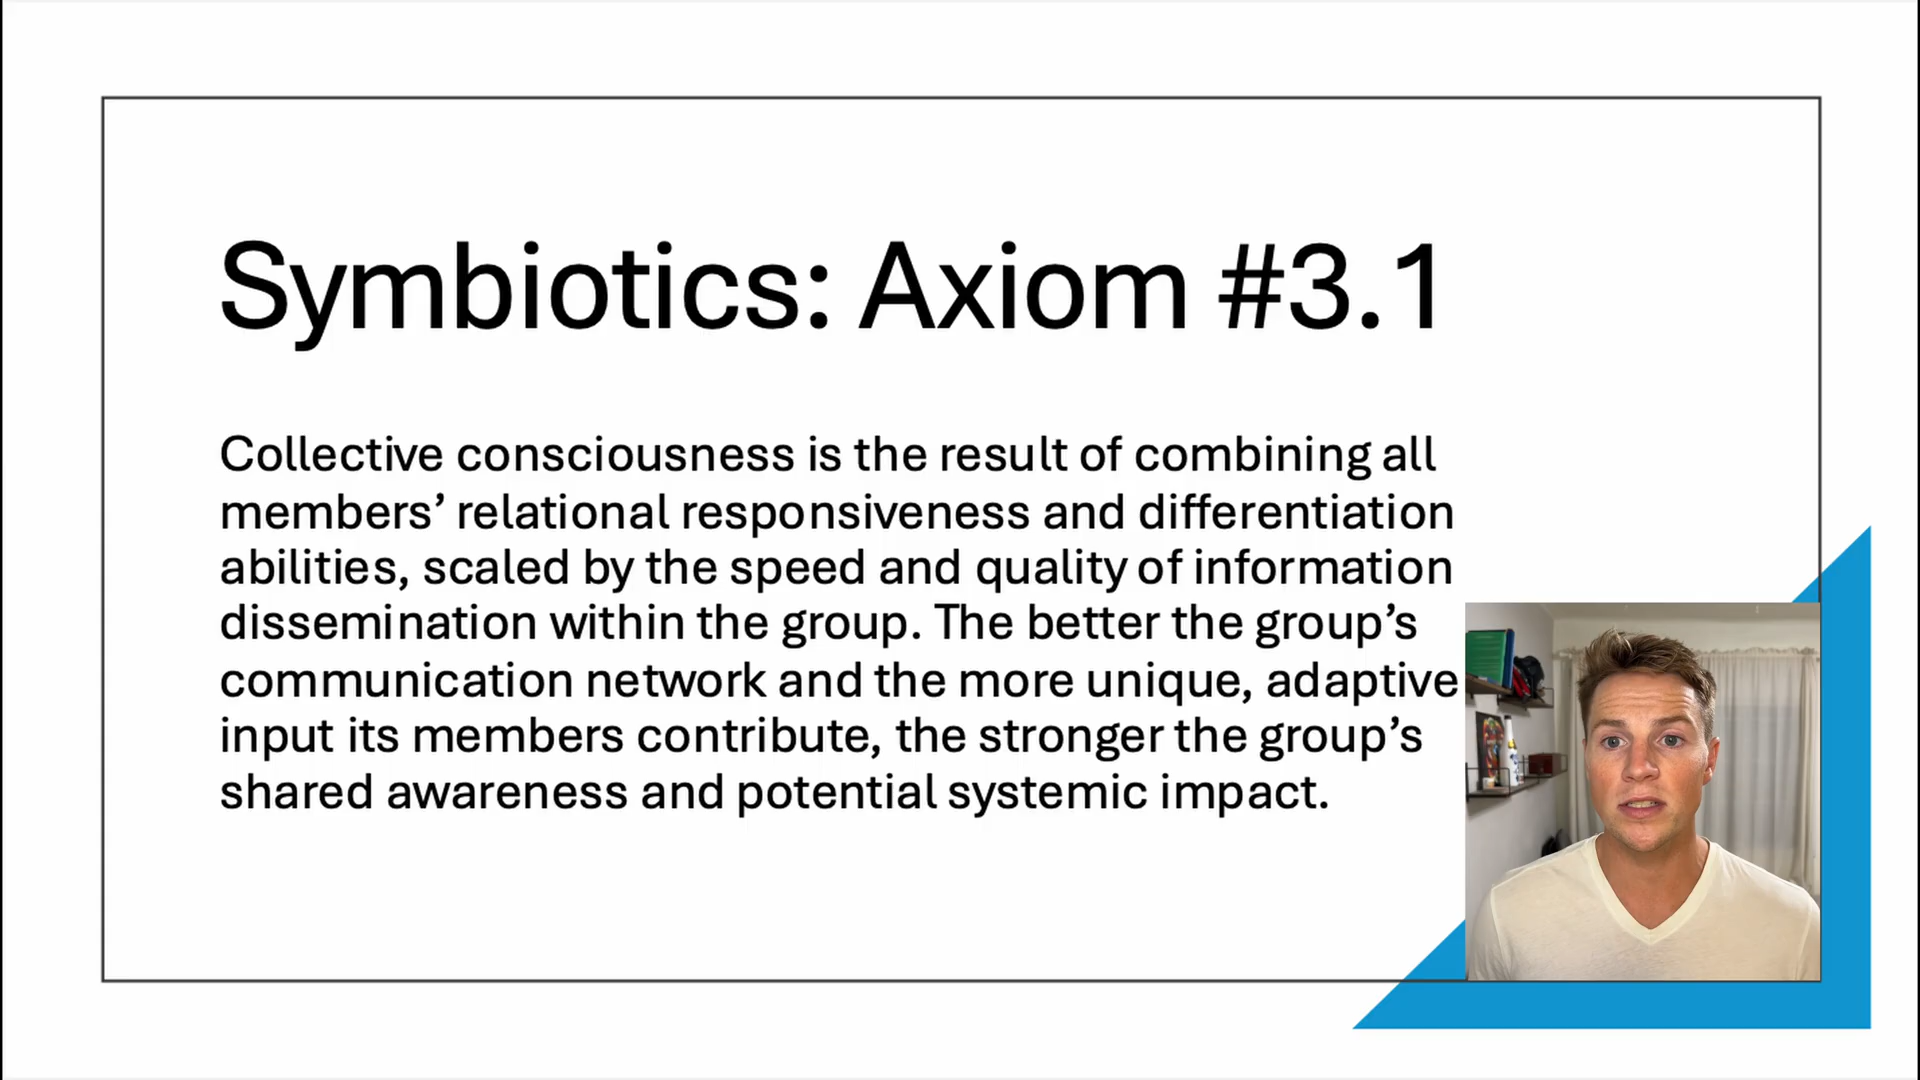 Symbiotics: Axiom #3.1
Collective consciousness is the result of combining all
members’ relational responsiveness and differentiation
abilities, scaled by the speed and quality of information
dissemination within the group. The better the group’s
communication network and the more unique, adaptive
input its members contribute, the stronger the group’s
shared awareness and potential systemic impact.